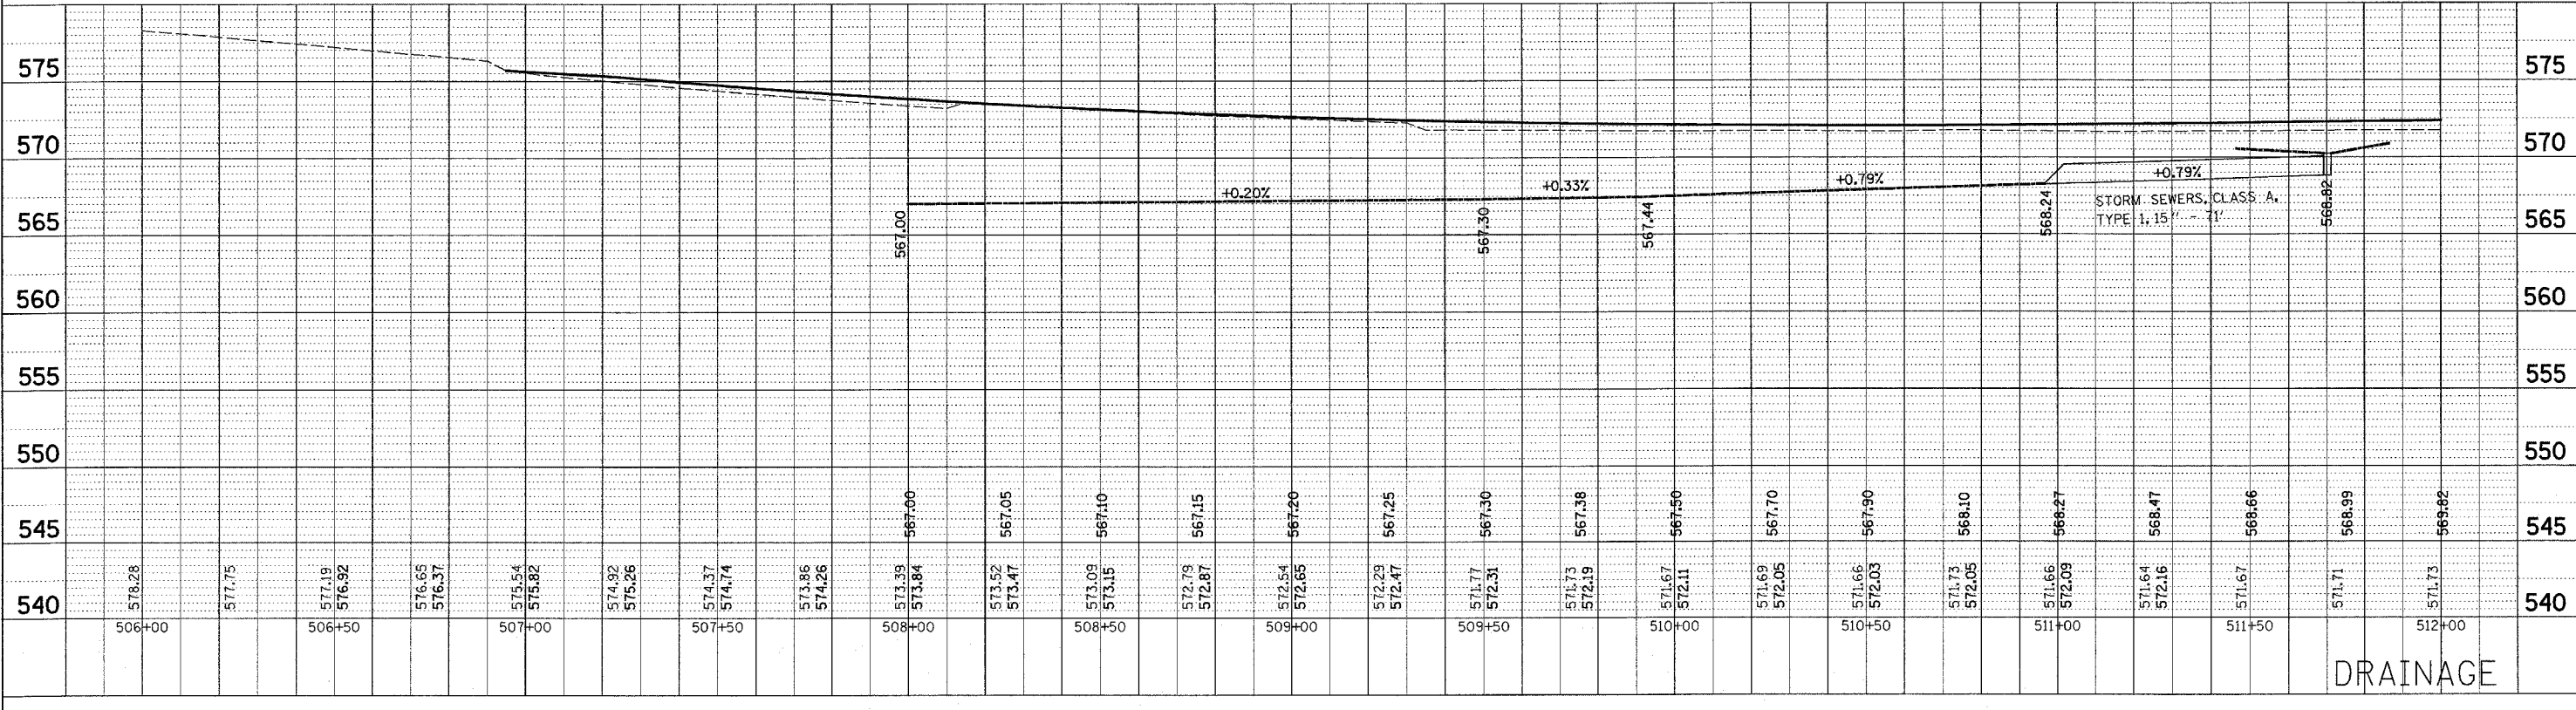 575 575
570 570
565 565
560 560
555 555
550 550
545 545
540 540
+0.20% +0.33% +0.79% +0.79%
STORM SEWERS, CLASS A,
TYPE 1, 15" - 71'
567.00 567.30 567.44 568.24 568.82
567.00 567.05 567.10 567.15 567.20 567.25 567.30 567.38 567.50 567.70 567.90 568.10 568.27 568.47 568.66 568.99 569.82
578.28 577.75 577.19 576.65 575.54 574.92 574.37 573.86 573.39 573.52 573.09 572.79 572.54 572.29 571.77 571.73 571.67 571.69 571.66 571.73 571.66 571.64 571.67 571.71 571.73
576.92 576.37 575.82 575.26 574.74 574.26 573.84 573.47 573.15 572.87 572.65 572.47 572.31 572.19 572.11 572.05 572.03 572.05 572.09 572.16
506+00 506+50 507+00 507+50 508+00 508+50 509+00 509+50 510+00 510+50 511+00 511+50 512+00
DRAINAGE